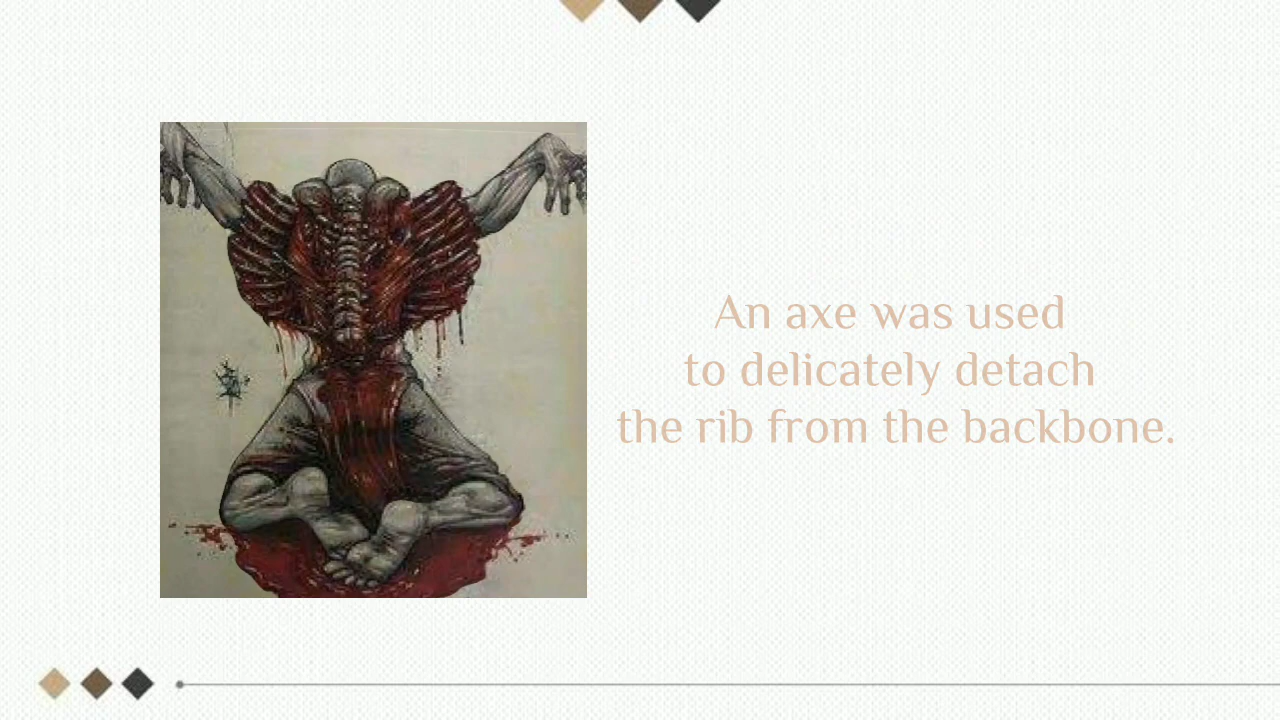 An axe was used
to delicately detach
the rib from the backbone.